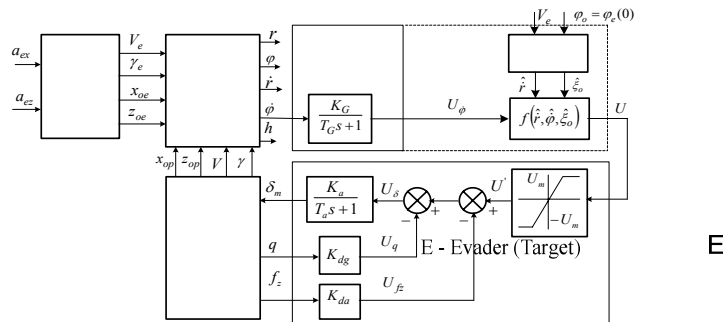 V_e φ_o = φ_e(0)
a_ex
a_ez
V_e
γ_e
x_oe
z_oe
r
φ
ṙ
φ̇
h
K_G
T_G s+1
U_φ̇
r̂̇ ξ̂_o
f(r̂̇, φ̂̇, ξ̂_o)
U
x_op z_op V γ
δ_m
K_a
T_a s+1
U_δ
− +
− +
U'
U_m
−U_m
E - Evader (Target)
E
q
K_dg
U_q
f_z
K_da
U_fz